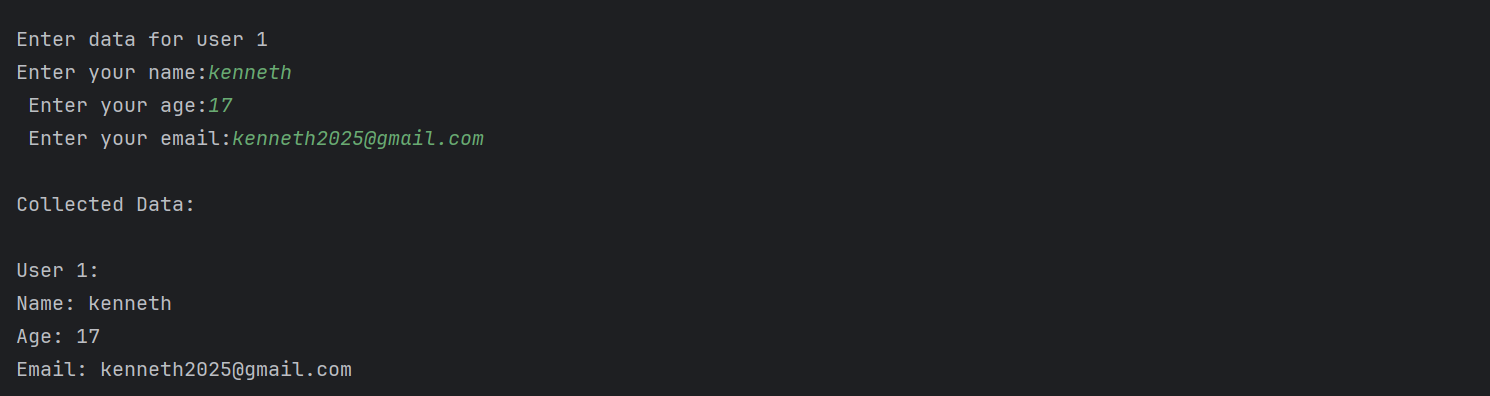 Enter data for user 1
Enter your name:kenneth
 Enter your age:17
 Enter your email:kenneth2025@gmail.com
Collected Data:
User 1:
Name: kenneth
Age: 17
Email: kenneth2025@gmail.com